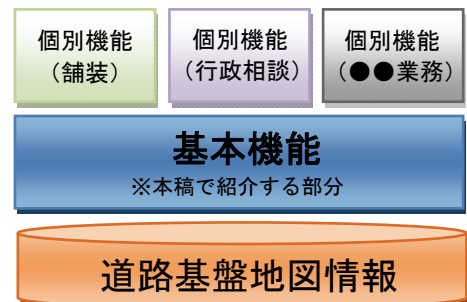 個別機能
（舗装）
個別機能
（行政相談）
個別機能
（●●業務）
基本機能
※本稿で紹介する部分
道路基盤地図情報